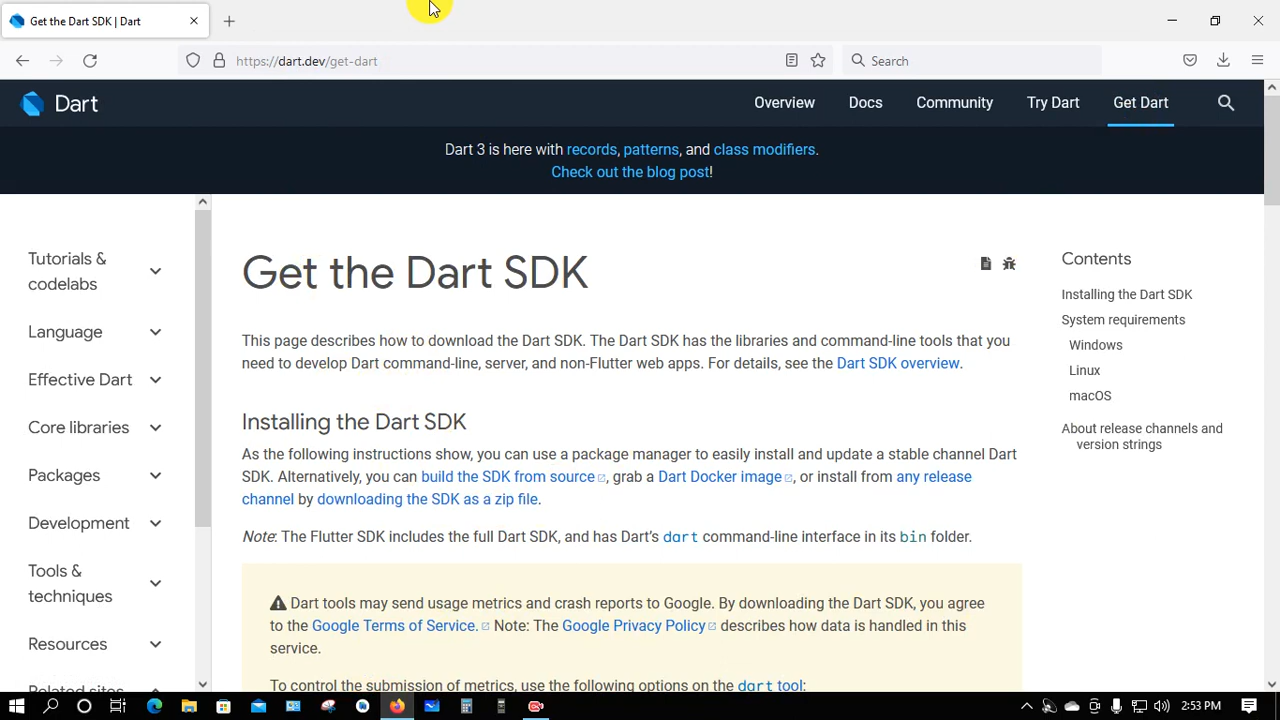 Get the Dart SDK | Dart
https://dart.dev/get-dart
Search
Dart
Overview
Docs
Community
Try Dart
Get Dart
Dart 3 is here with records, patterns, and class modifiers.
Check out the blog post!
Tutorials &
codelabs
Language
Effective Dart
Core libraries
Packages
Development
Tools &
techniques
Resources
Related sites
Get the Dart SDK
This page describes how to download the Dart SDK. The Dart SDK has the libraries and command-line tools that you
need to develop Dart command-line, server, and non-Flutter web apps. For details, see the Dart SDK overview.
Installing the Dart SDK
As the following instructions show, you can use a package manager to easily install and update a stable channel Dart
SDK. Alternatively, you can build the SDK from source, grab a Dart Docker image, or install from any release
channel by downloading the SDK as a zip file.
Note: The Flutter SDK includes the full Dart SDK, and has Dart's dart command-line interface in its bin folder.
Dart tools may send usage metrics and crash reports to Google. By downloading the Dart SDK, you agree
to the Google Terms of Service. Note: The Google Privacy Policy describes how data is handled in this
service.
To control the submission of metrics, use the following options on the dart tool:
Contents
Installing the Dart SDK
System requirements
Windows
Linux
macOS
About release channels and
version strings
2:53 PM